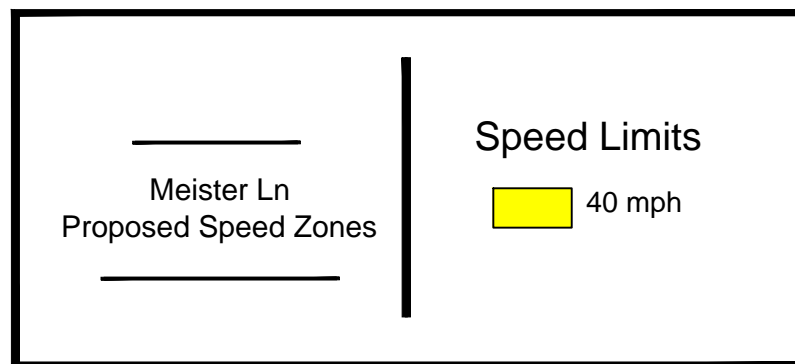 Meister Ln
Proposed Speed Zones
Speed Limits
40 mph